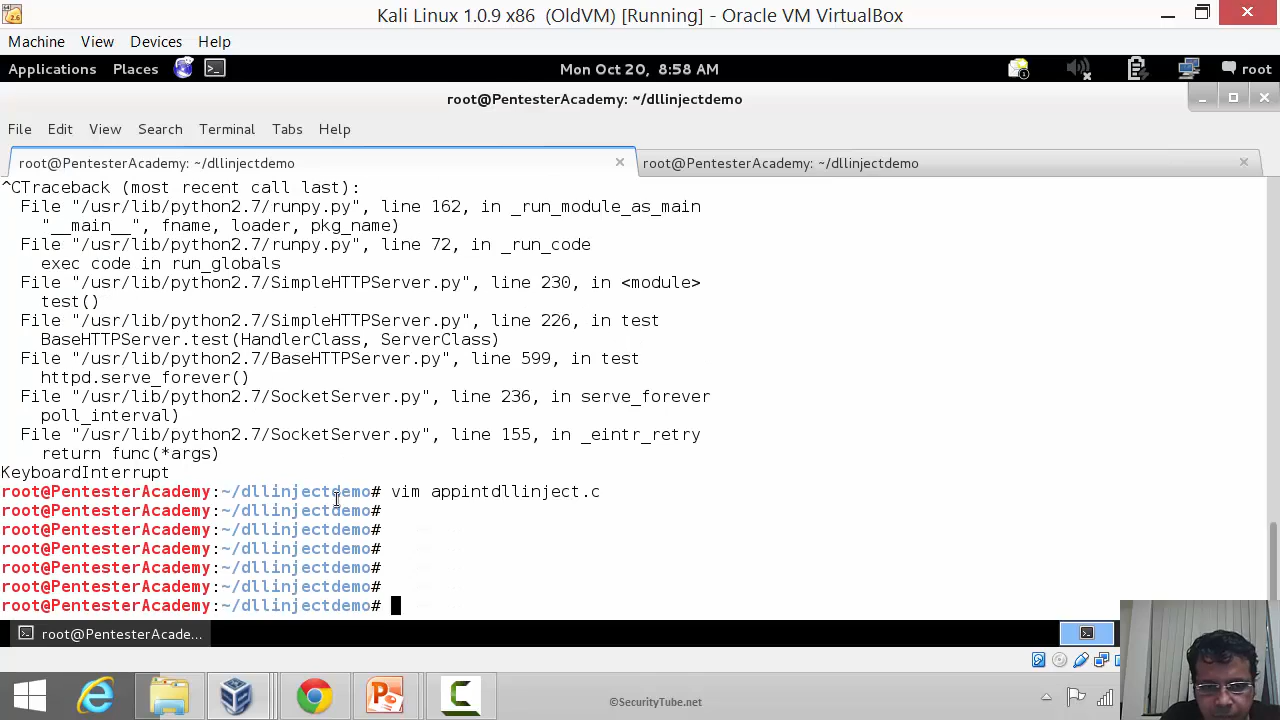 Kali Linux 1.0.9 x86 (OldVM) [Running] - Oracle VM VirtualBox
Machine View Devices Help
Applications Places Mon Oct 20, 8:58 AM root
root@PentesterAcademy: ~/dllinjectdemo
File Edit View Search Terminal Tabs Help
root@PentesterAcademy: ~/dllinjectdemo root@PentesterAcademy: ~/dllinjectdemo
^CTraceback (most recent call last):
File "/usr/lib/python2.7/runpy.py", line 162, in _run_module_as_main
"__main__", fname, loader, pkg_name)
File "/usr/lib/python2.7/runpy.py", line 72, in _run_code
exec code in run_globals
File "/usr/lib/python2.7/SimpleHTTPServer.py", line 230, in <module>
test()
File "/usr/lib/python2.7/SimpleHTTPServer.py", line 226, in test
BaseHTTPServer.test(HandlerClass, ServerClass)
File "/usr/lib/python2.7/BaseHTTPServer.py", line 599, in test
httpd.serve_forever()
File "/usr/lib/python2.7/SocketServer.py", line 236, in serve_forever
poll_interval)
File "/usr/lib/python2.7/SocketServer.py", line 155, in _eintr_retry
return func(*args)
KeyboardInterrupt
root@PentesterAcademy:~/dllinjectdemo# vim appintdllinject.c
root@PentesterAcademy:~/dllinjectdemo#
root@PentesterAcademy:~/dllinjectdemo#
root@PentesterAcademy:~/dllinjectdemo#
root@PentesterAcademy:~/dllinjectdemo#
root@PentesterAcademy:~/dllinjectdemo#
root@PentesterAcademy:~/dllinjectdemo#
root@PentesterAcade...
©SecurityTube.net